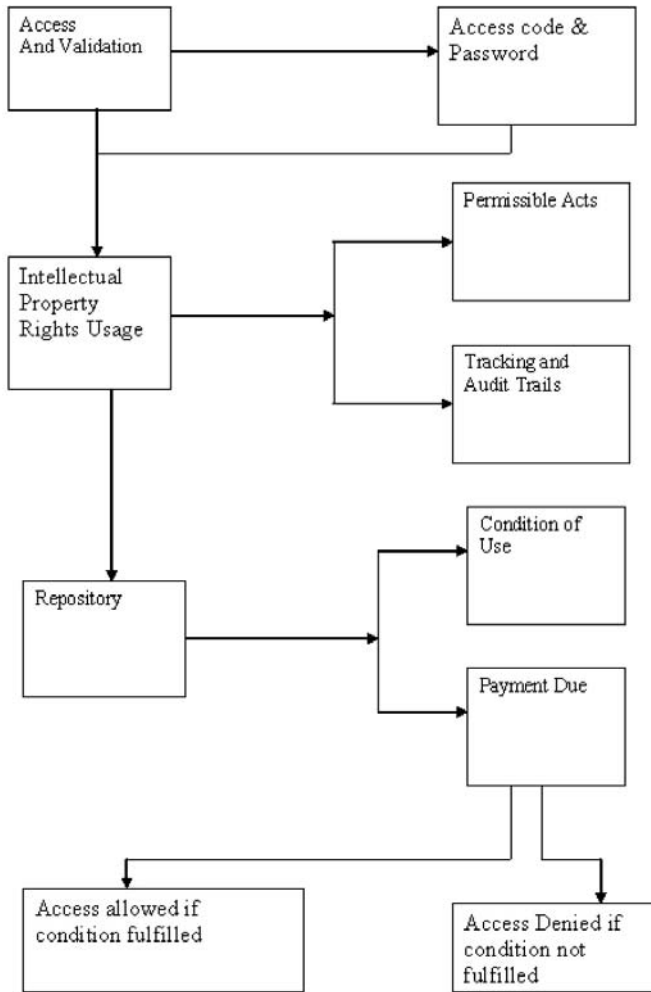 Access
And Validation
Access code &
Password
Permissible Acts
Intellectual
Property
Rights Usage
Tracking and
Audit Trails
Condition of
Use
Repository
Payment Due
Access allowed if
condition fulfilled
Access Denied if
condition not
fulfilled